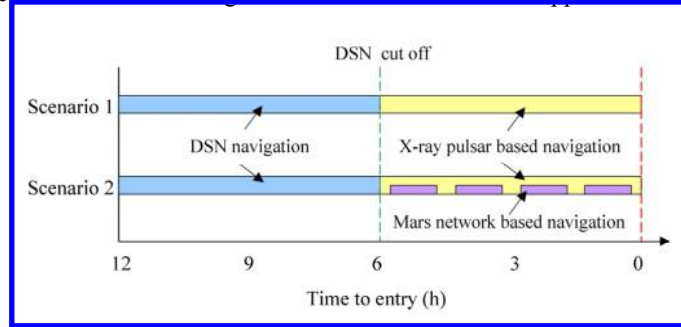 DSN cut off
Scenario 1
DSN navigation
X-ray pulsar based navigation
Scenario 2
Mars network based navigation
12
9
6
3
0
Time to entry (h)